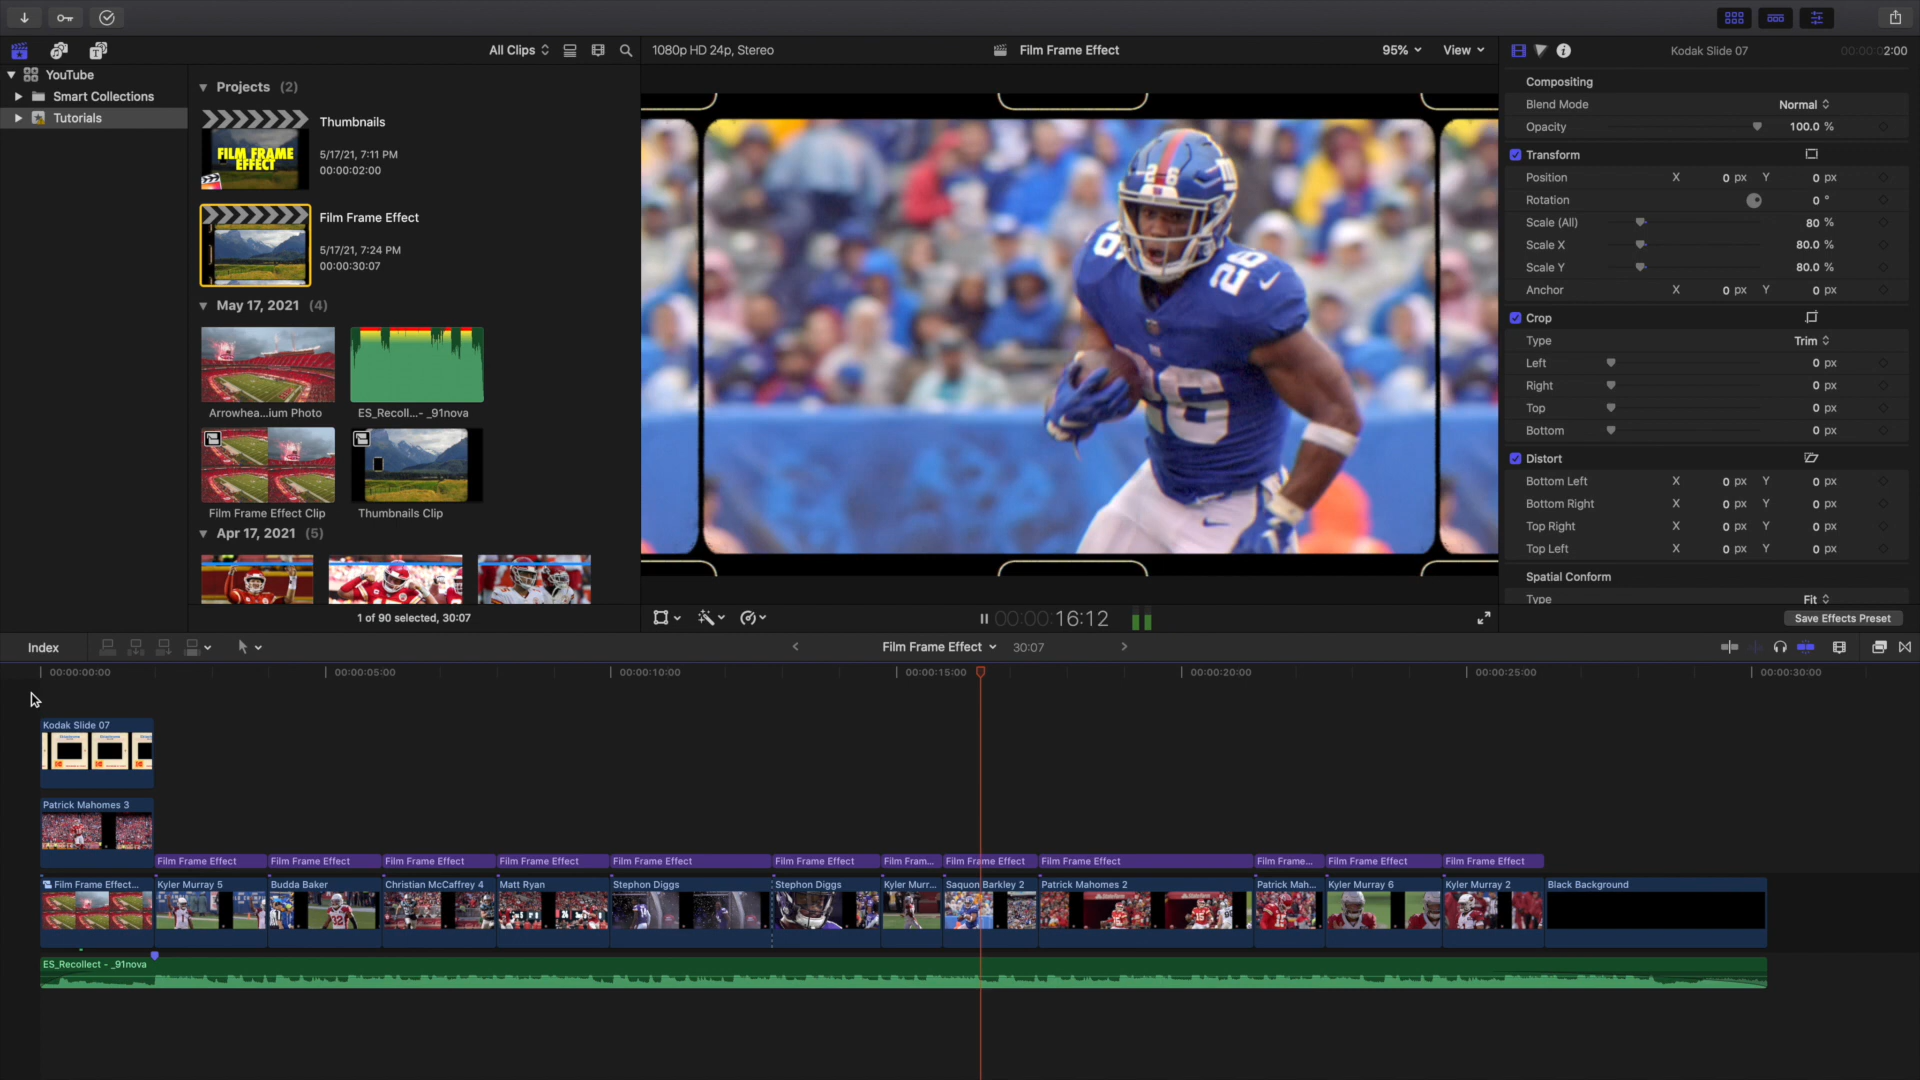 All Clips
1080p HD 24p, Stereo
Film Frame Effect
95%
View
Kodak Slide 07
00:00:02:00
YouTube
Smart Collections
Tutorials
Projects (2)
Thumbnails
5/17/21, 7:11 PM
00:00:02:00
FILM FRAME
EFFECT
Film Frame Effect
5/17/21, 7:24 PM
00:00:30:07
May 17, 2021 (4)
Arrowhea...ium Photo
ES_Recoll...- _91nova
Film Frame Effect Clip
Thumbnails Clip
Apr 17, 2021 (5)
1 of 90 selected, 30:07
26
26
26
Compositing
Blend Mode Normal
Opacity 100.0 %
Transform
Position X 0 px Y 0 px
Rotation 0 °
Scale (All) 80 %
Scale X 80.0 %
Scale Y 80.0 %
Anchor X 0 px Y 0 px
Crop
Type Trim
Left 0 px
Right 0 px
Top 0 px
Bottom 0 px
Distort
Bottom Left X 0 px Y 0 px
Bottom Right X 0 px Y 0 px
Top Right X 0 px Y 0 px
Top Left X 0 px Y 0 px
Spatial Conform
Type Fit
Save Effects Preset
00:00:00:16:12
Index
Film Frame Effect 30:07
00:00:00:00 00:00:05:00 00:00:10:00 00:00:15:00 00:00:20:00 00:00:25:00 00:00:30:00
Kodak Slide 07
Patrick Mahomes 3
Film Frame Effect Film Frame Effect Film Frame Effect Film Frame Effect Film Frame Effect Film Frame Effect Film Fram... Film Frame Effect Film Frame Effect Film Frame... Film Frame Effect Film Frame Effect
Film Frame Effect... Kyler Murray 5 Budda Baker Christian McCaffrey 4 Matt Ryan Stephon Diggs Stephon Diggs Kyler Murr... Saquon Barkley 2 Patrick Mahomes 2 Patrick Mah... Kyler Murray 6 Kyler Murray 2 Black Background
ES_Recollect - _91nova